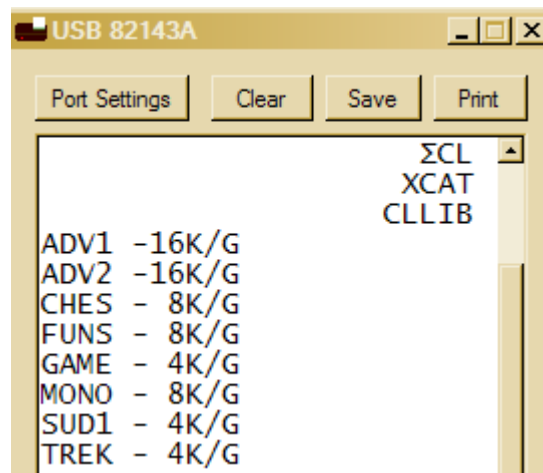 USB 82143A
Port Settings Clear Save Print
ΣCL
XCAT
CLLIB
ADV1 -16K/G
ADV2 -16K/G
CHES - 8K/G
FUNS - 8K/G
GAME - 4K/G
MONO - 8K/G
SUD1 - 4K/G
TREK - 4K/G